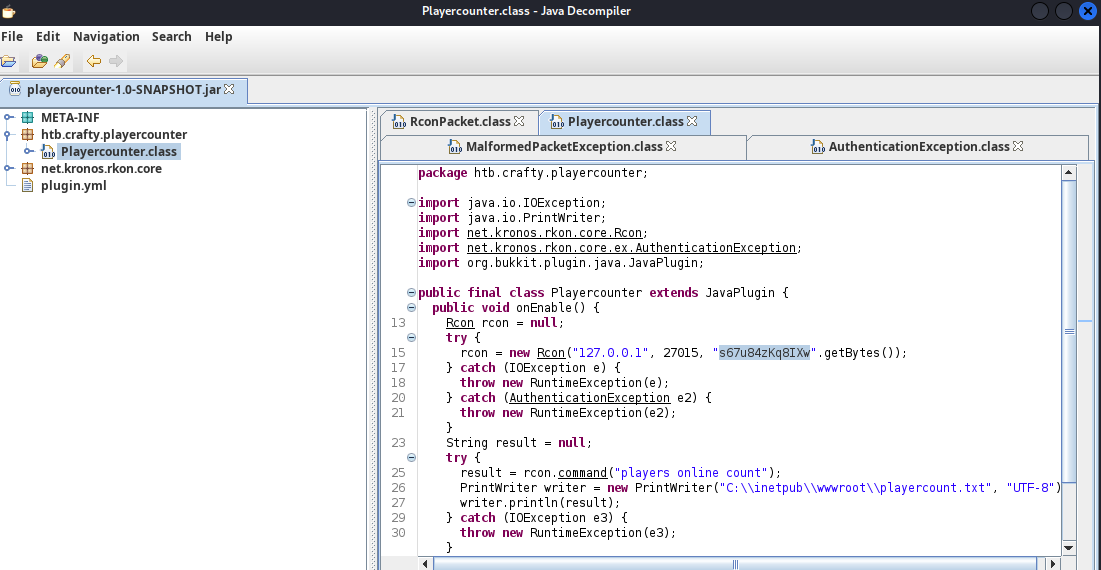 Playercounter.class - Java Decompiler
File Edit Navigation Search Help
playercounter-1.0-SNAPSHOT.jar
META-INF
htb.crafty.playercounter
Playercounter.class
net.kronos.rkon.core
plugin.yml
RconPacket.class Playercounter.class
MalformedPacketException.class AuthenticationException.class
package htb.crafty.playercounter;
import java.io.IOException;
import java.io.PrintWriter;
import net.kronos.rkon.core.Rcon;
import net.kronos.rkon.core.ex.AuthenticationException;
import org.bukkit.plugin.java.JavaPlugin;
public final class Playercounter extends JavaPlugin {
public void onEnable() {
13 Rcon rcon = null;
try {
15 rcon = new Rcon("127.0.0.1", 27015, "s67u84zKq8IXw".getBytes());
17 } catch (IOException e) {
18 throw new RuntimeException(e);
20 } catch (AuthenticationException e2) {
21 throw new RuntimeException(e2);
}
23 String result = null;
try {
25 result = rcon.command("players online count");
26 PrintWriter writer = new PrintWriter("C:\\inetpub\\wwwroot\\playercount.txt", "UTF-8")
27 writer.println(result);
29 } catch (IOException e3) {
30 throw new RuntimeException(e3);
}